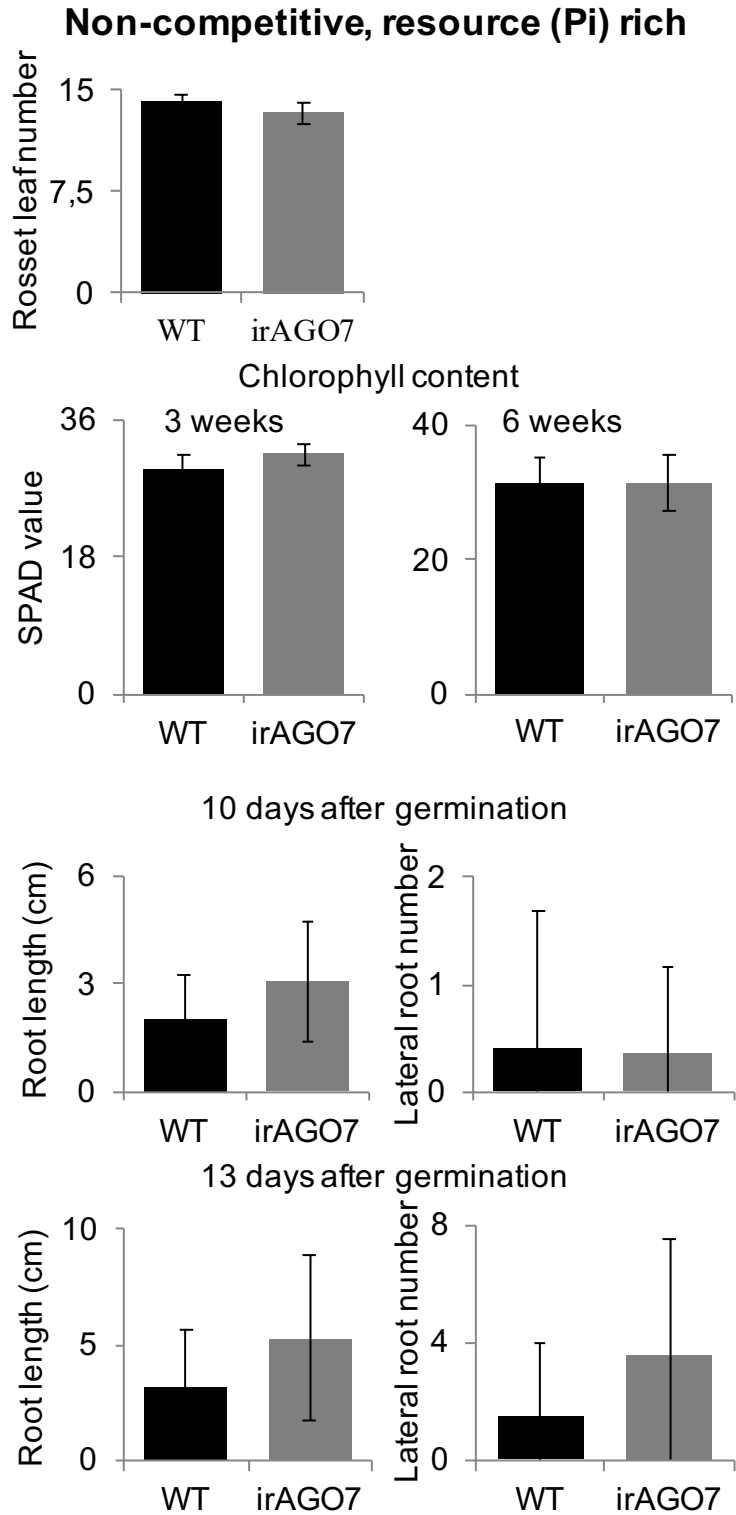 Non-competitive, resource (Pi) rich
Rosset leaf number
15
7,5
0
WT irAGO7
Chlorophyll content
SPAD value
36
18
0
3 weeks
WT irAGO7
40
20
0
6 weeks
WT irAGO7
10 days after germination
Root length (cm)
6
3
0
WT irAGO7
Lateral root number
2
1
0
WT irAGO7
13 days after germination
Root length (cm)
10
5
0
WT irAGO7
Lateral root number
8
4
0
WT irAGO7